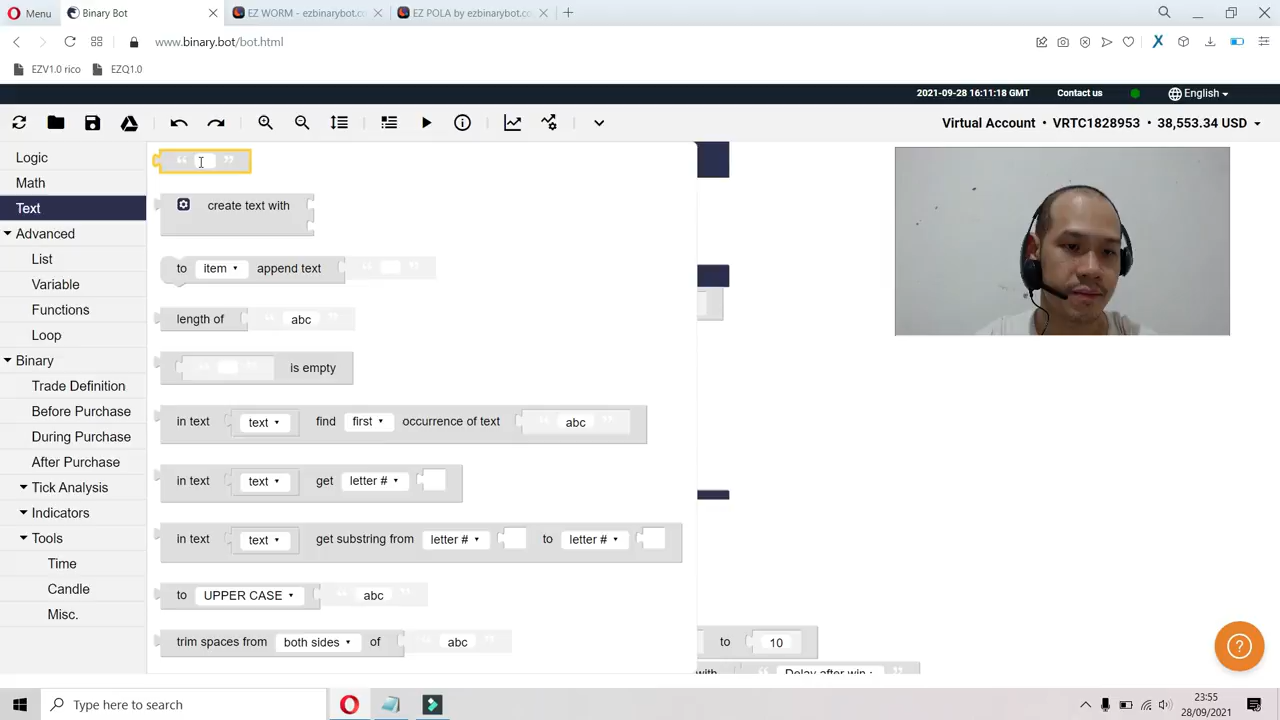 Menu
Binary Bot
EZ WORM - ezbinarybot.co
EZ POLA by ezbinarybot.co
www.binary.bot/bot.html
EZV1.0 rico
EZQ1.0
2021-09-28 16:11:18 GMT
Contact us
English
Virtual Account • VRTC1828953 • 38,553.34 USD
Logic
Math
Text
Advanced
List
Variable
Functions
Loop
Binary
Trade Definition
Before Purchase
During Purchase
After Purchase
Tick Analysis
Indicators
Tools
Time
Candle
Misc.
“ ”
create text with
to item append text “ ”
length of “ abc ”
“ ” is empty
in text text find first occurrence of text “ abc ”
in text text get letter #
in text text get substring from letter # to letter #
to UPPER CASE “ abc ”
trim spaces from both sides of “ abc ”
to 10
with “ Delay after win : ”
Type here to search
23:55
28/09/2021